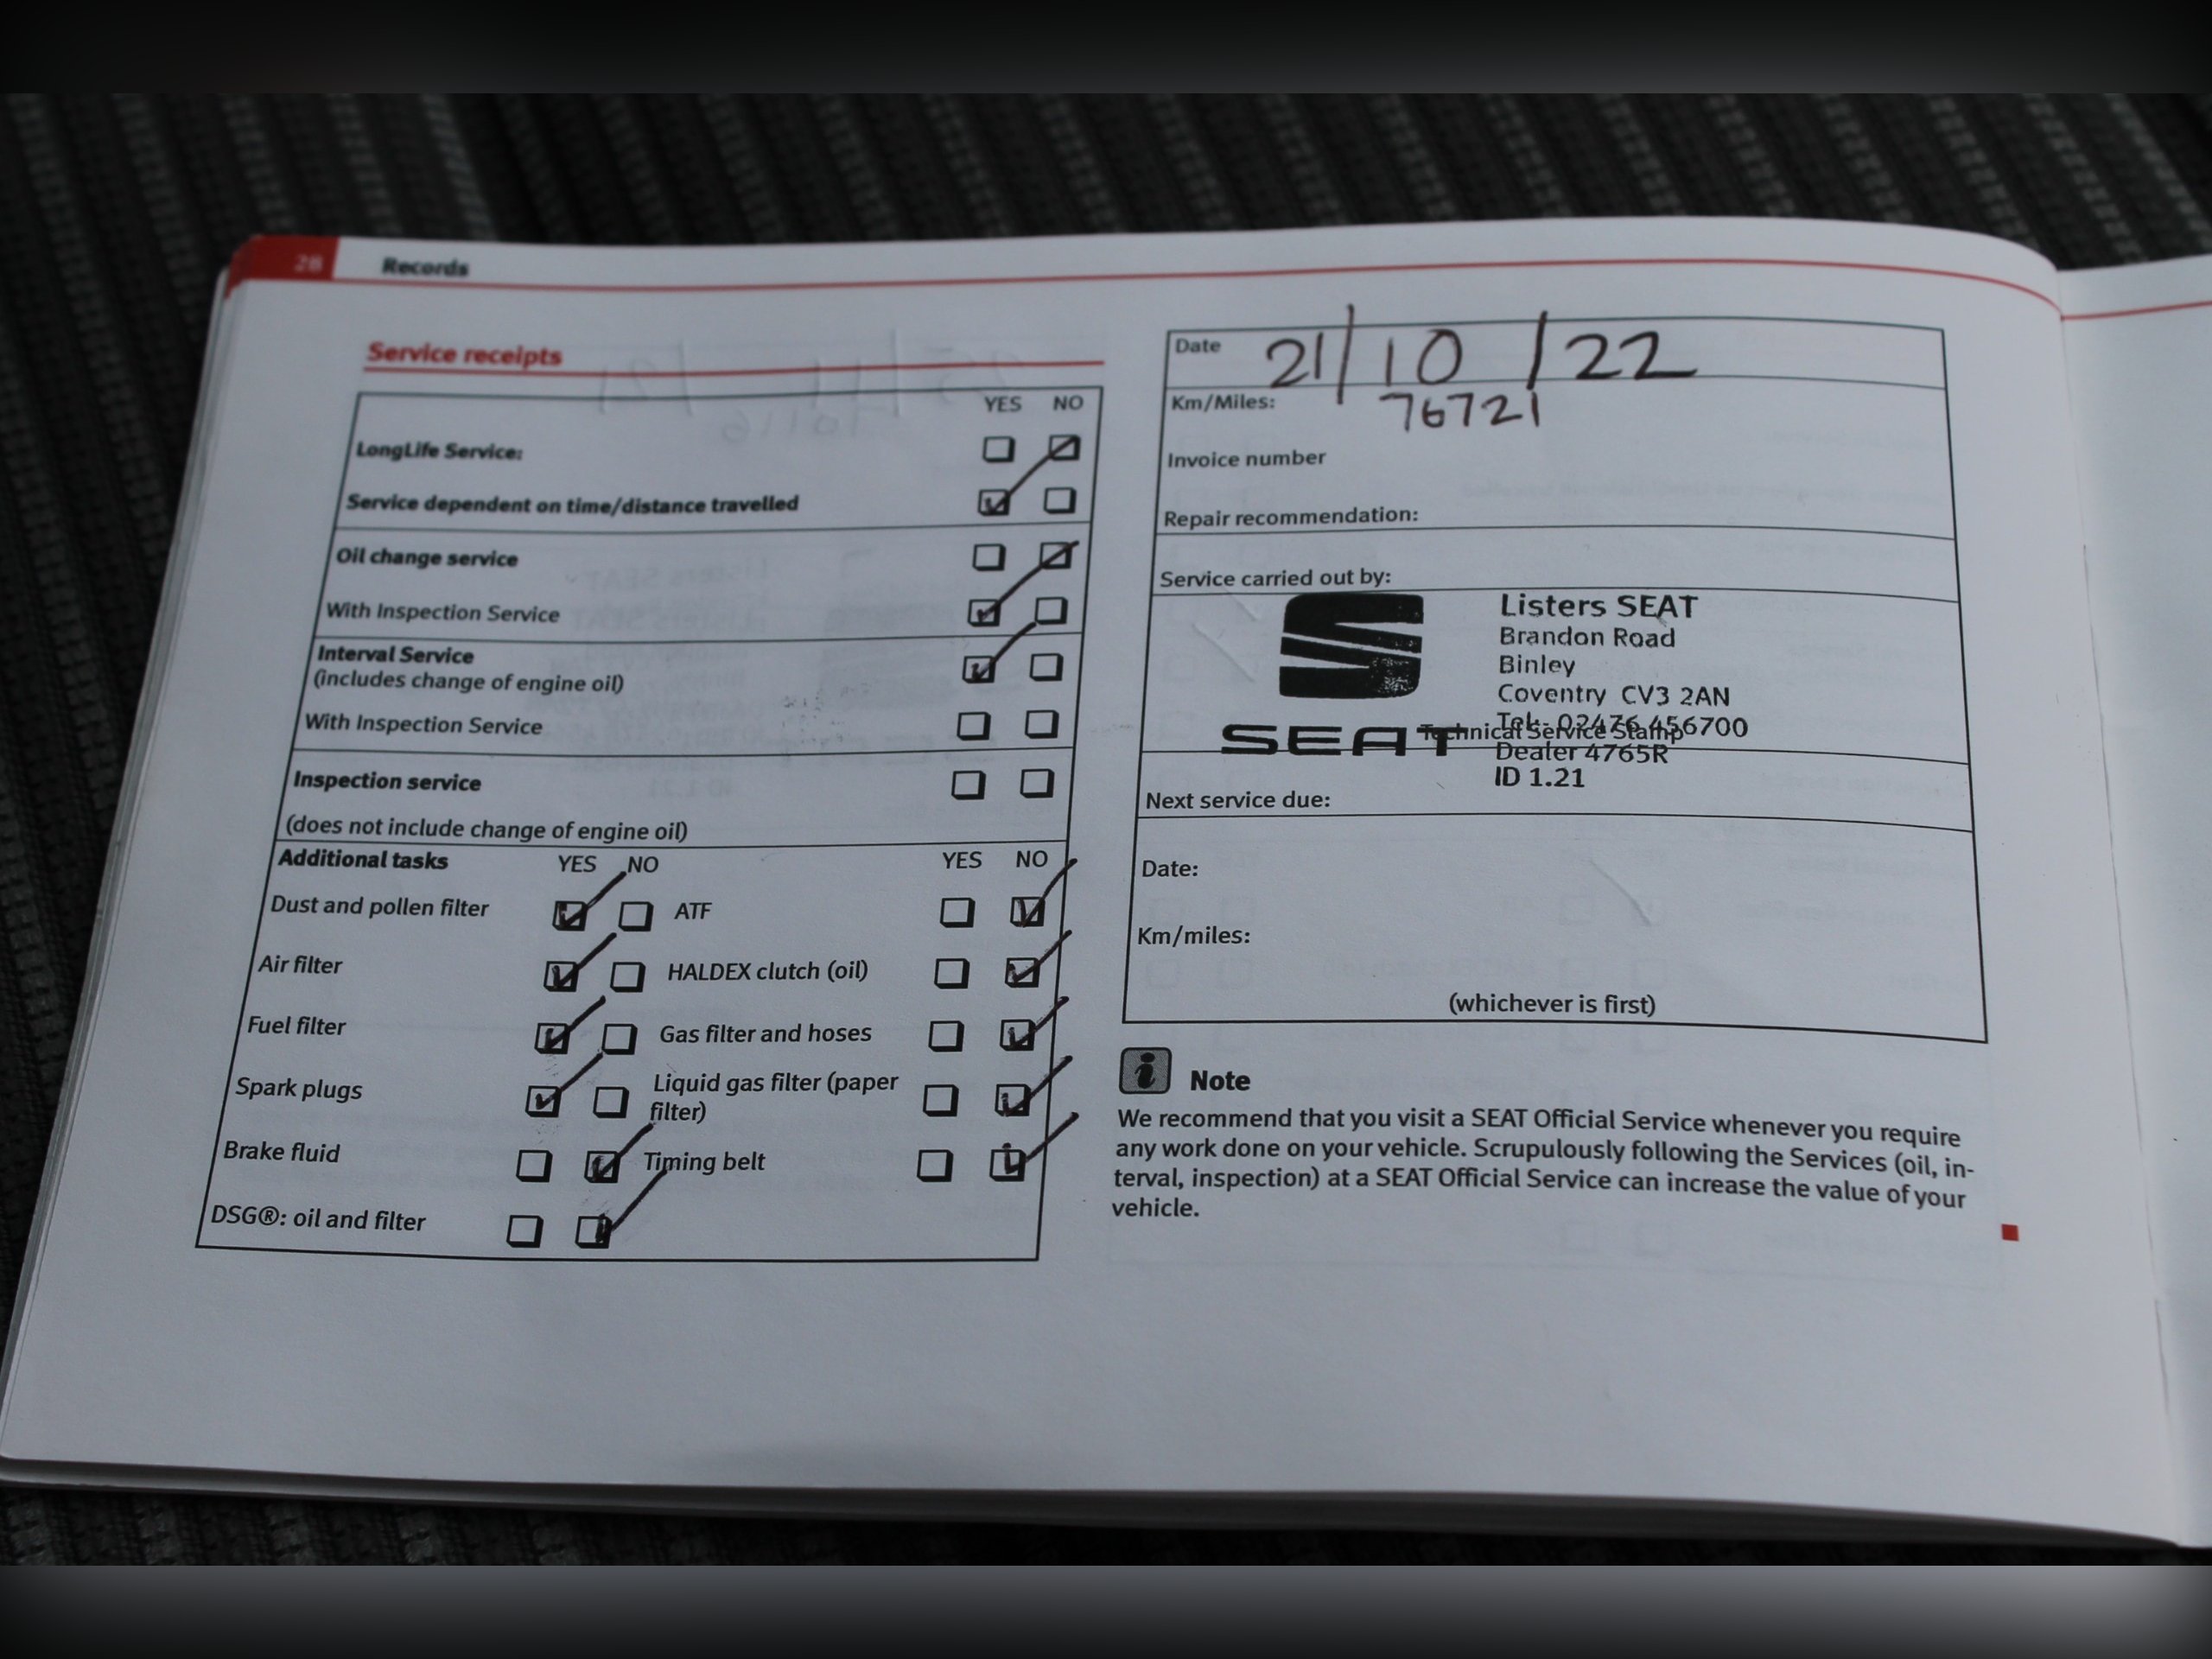 28 Records
Service receipts
YES NO
LongLife Service:
Service dependent on time/distance travelled
Oil change service
With Inspection Service
Interval Service
(includes change of engine oil)
With Inspection Service
Inspection service
(does not include change of engine oil)
Additional tasks YES NO YES NO
Dust and pollen filter ATF
Air filter HALDEX clutch (oil)
Fuel filter Gas filter and hoses
Spark plugs Liquid gas filter (paper
filter)
Brake fluid Timing belt
DSG®: oil and filter
Date 21/10/22
Km/Miles: 76721
Invoice number
Repair recommendation:
Service carried out by:
SEAT
Listers SEAT
Brandon Road
Binley
Coventry CV3 2AN
Tel:- 02476 456700
Technical Service Stamp
Dealer 4765R
ID 1.21
Next service due:
Date:
Km/miles:
(whichever is first)
i Note
We recommend that you visit a SEAT Official Service whenever you require
any work done on your vehicle. Scrupulously following the Services (oil, in-
terval, inspection) at a SEAT Official Service can increase the value of your
vehicle.